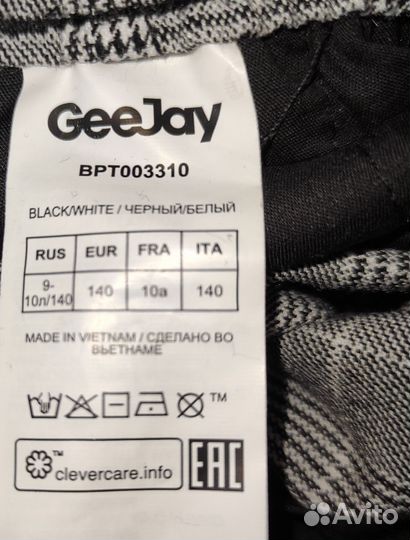 GeeJay
BPT003310
BLACK/WHITE / ЧЕРНЫЙ/БЕЛЫЙ
RUS EUR FRA ITA
9-
10л/140 140 10a 140
MADE IN VIETNAM / СДЕЛАНО ВО
ВЬЕТНАМЕ
TM
TM
clevercare.info
EAC
Avito